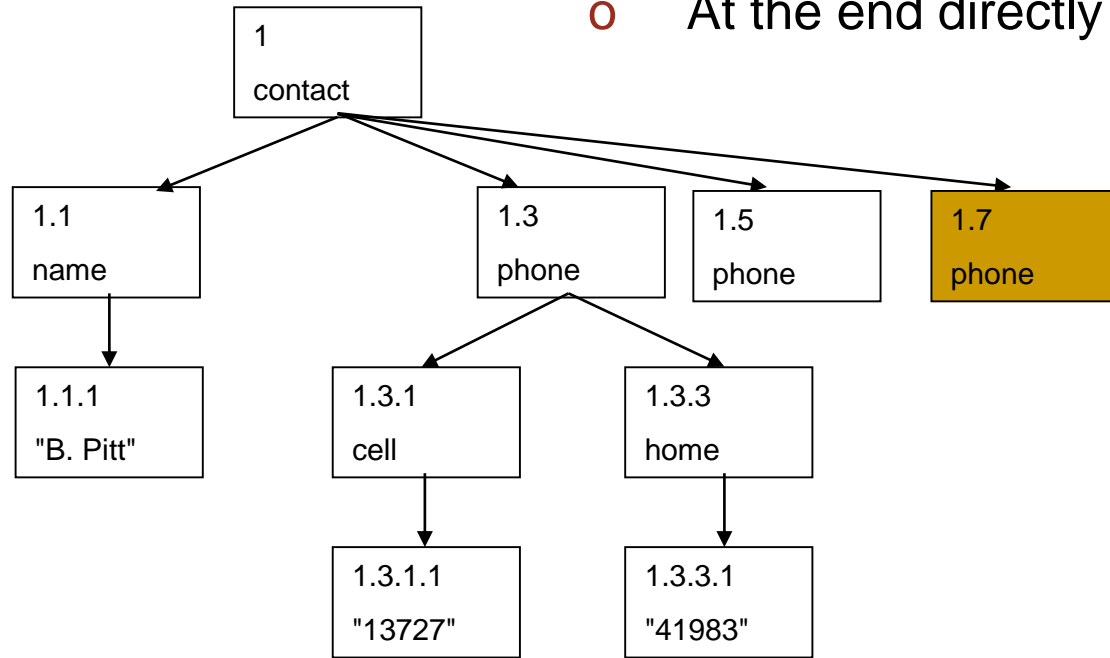 o At the end directly
1
contact
1.1
name
1.3
phone
1.5
phone
1.7
phone
1.1.1
"B. Pitt"
1.3.1
cell
1.3.3
home
1.3.1.1
"13727"
1.3.3.1
"41983"